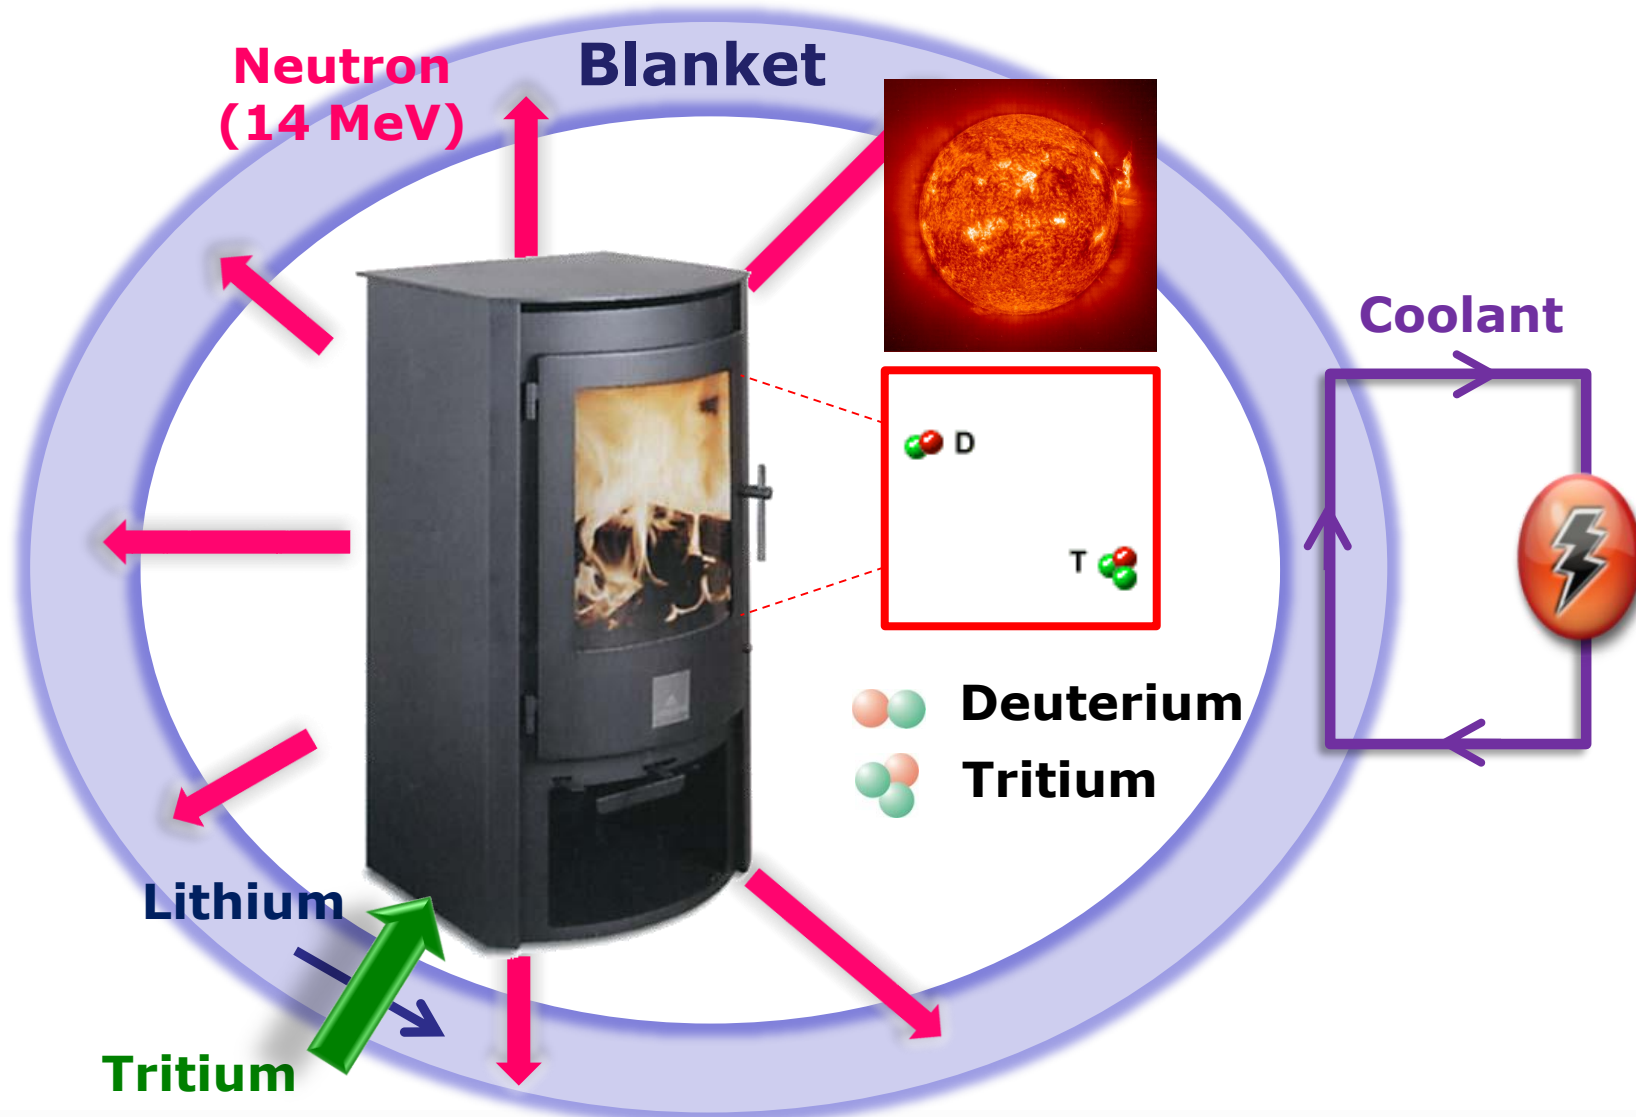 Neutron
(14 MeV)
Blanket
Coolant
D
T
Deuterium
Tritium
Lithium
Tritium